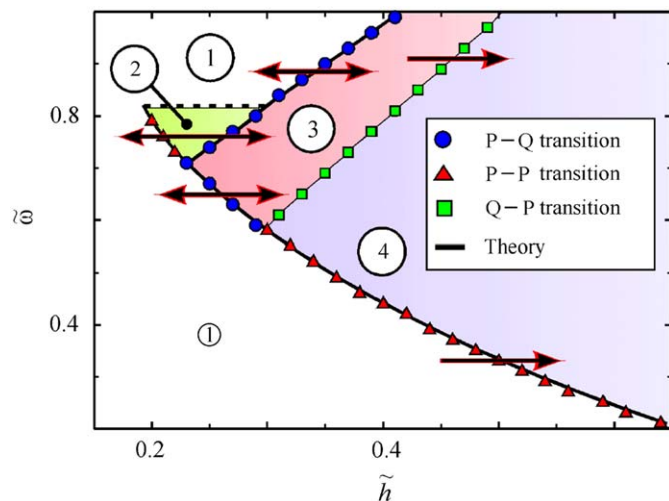 1
2
0.8
3
P–Q transition
P–P transition
Q–P transition
Theory
ω̃
4
0.4
①
0.2
0.4
h̃